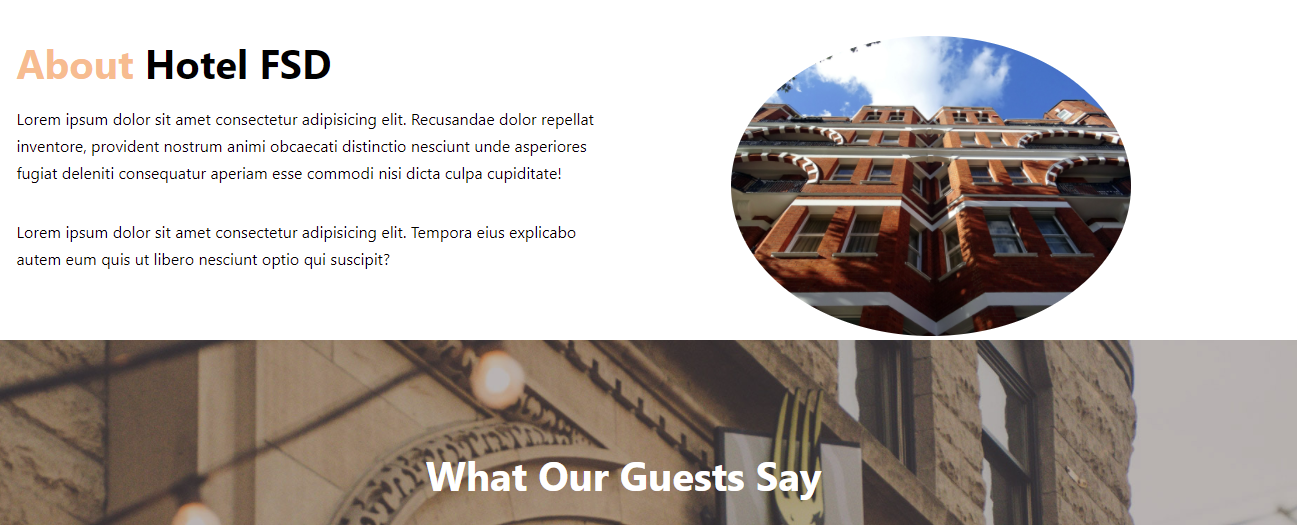 About Hotel FSD
Lorem ipsum dolor sit amet consectetur adipisicing elit. Recusandae dolor repellat
inventore, provident nostrum animi obcaecati distinctio nesciunt unde asperiores
fugiat deleniti consequatur aperiam esse commodi nisi dicta culpa cupiditate!
Lorem ipsum dolor sit amet consectetur adipisicing elit. Tempora eius explicabo
autem eum quis ut libero nesciunt optio qui suscipit?
What Our Guests Say